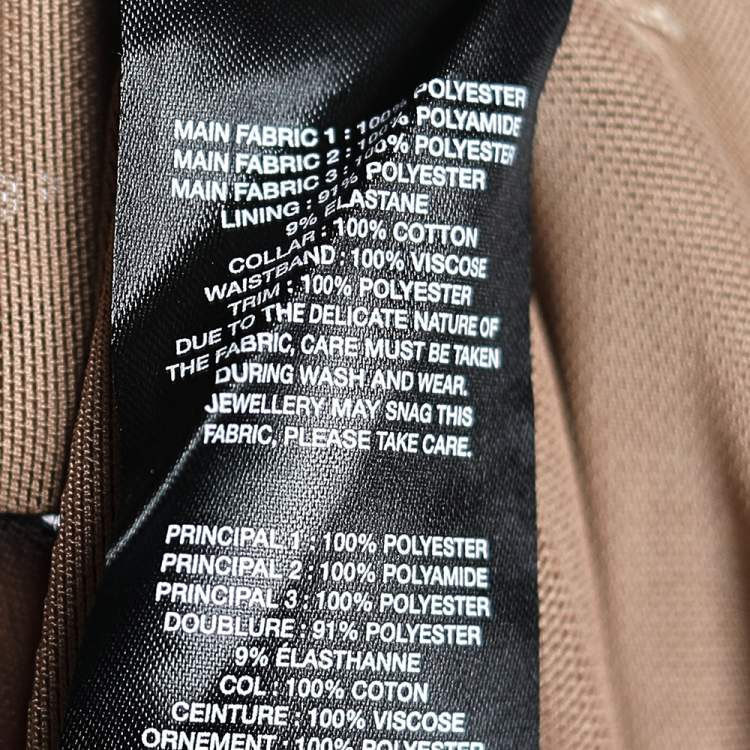 MAIN FABRIC 1 : 100% POLYESTER
MAIN FABRIC 2 : 100% POLYAMIDE
MAIN FABRIC 3 : 100% POLYESTER
LINING : 91% POLYESTER
9% ELASTANE
COLLAR : 100% COTTON
WAISTBAND : 100% VISCOSE
TRIM : 100% POLYESTER
DUE TO THE DELICATE NATURE OF
THE FABRIC, CARE MUST BE TAKEN
DURING WASH AND WEAR.
JEWELLERY MAY SNAG THIS
FABRIC, PLEASE TAKE CARE.
PRINCIPAL 1 : 100% POLYESTER
PRINCIPAL 2 : 100% POLYAMIDE
PRINCIPAL 3 : 100% POLYESTER
DOUBLURE : 91% POLYESTER
9% ÉLASTHANNE
COL : 100% COTON
CEINTURE : 100% VISCOSE
ORNEMENT : 100% POLYESTER